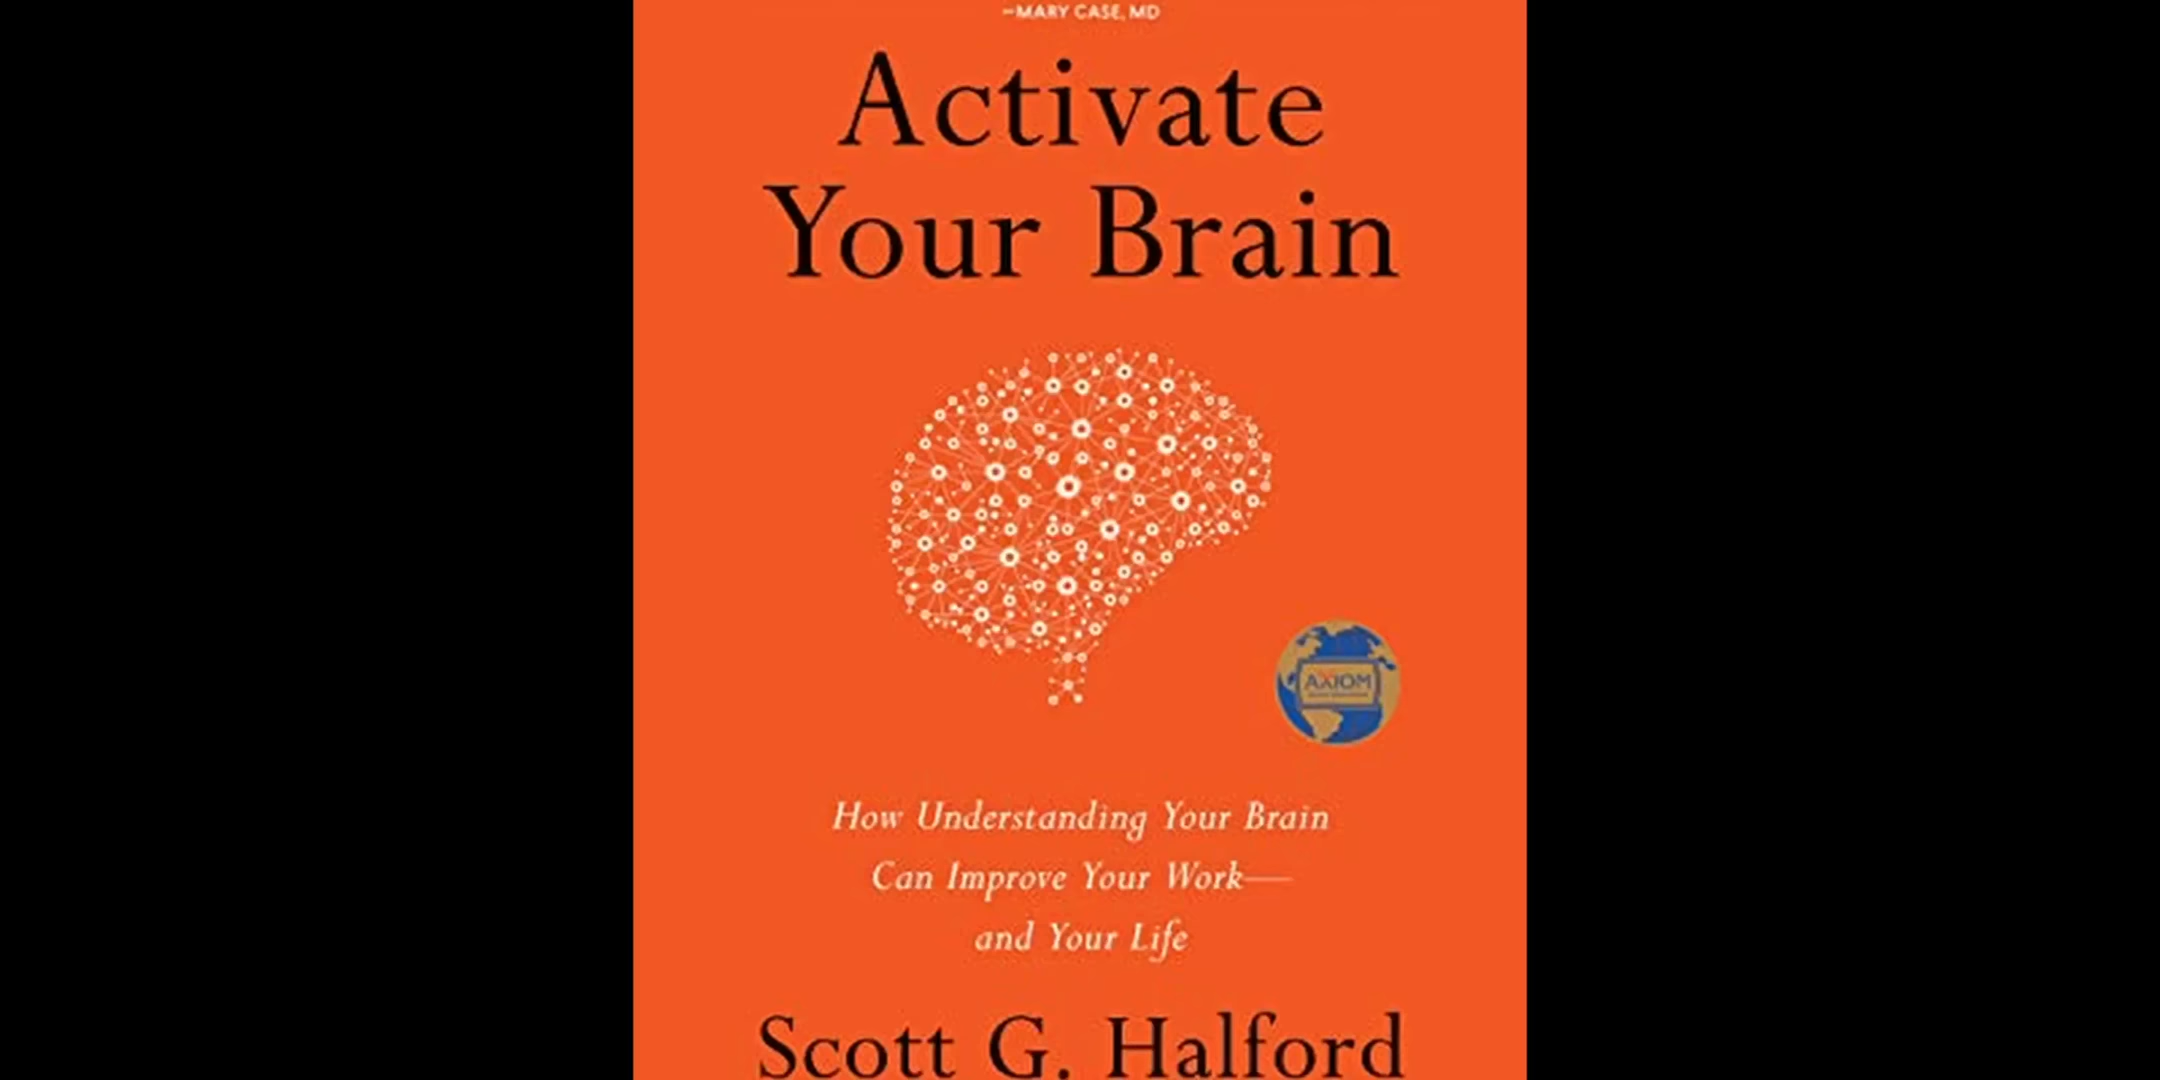 –MARY CASE, MD
Activate
Your Brain
AXIOM
How Understanding Your Brain
Can Improve Your Work—
and Your Life
Scott G. Halford